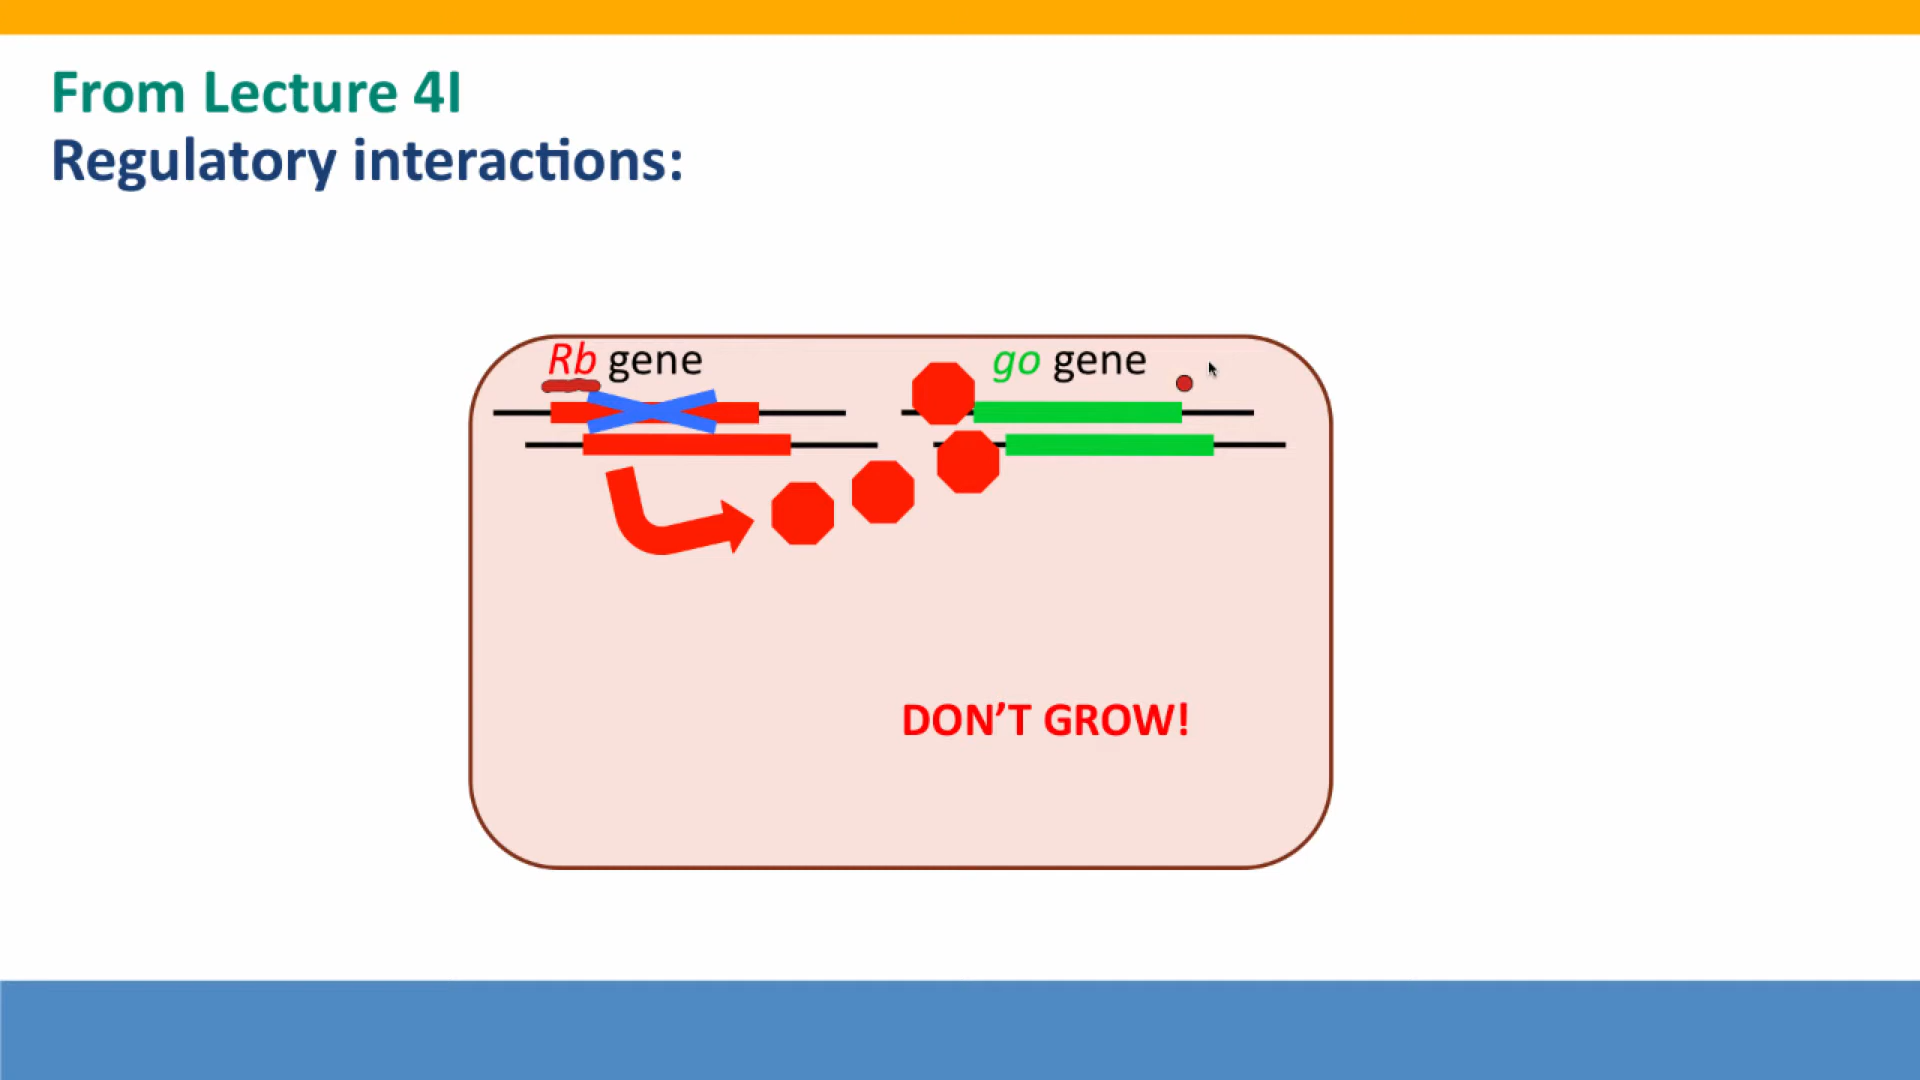 From Lecture 4I
Regulatory interactions:
Rb gene
go gene
DON’T GROW!